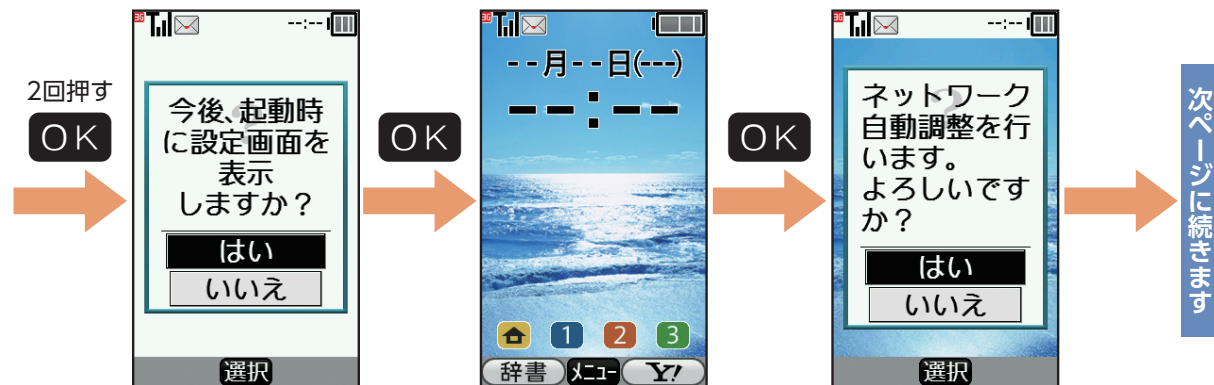 2回押す
OK
3G
--:--
今後、起動時
に設定画面を
表示
しますか？
はい
いいえ
選択
OK
3G
--月--日(---)
--:--
1 2 3
辞書 メニュー Y!
OK
3G
--:--
ネットワーク
自動調整を行
います。
よろしいです
か？
はい
いいえ
選択
次ページに続きます